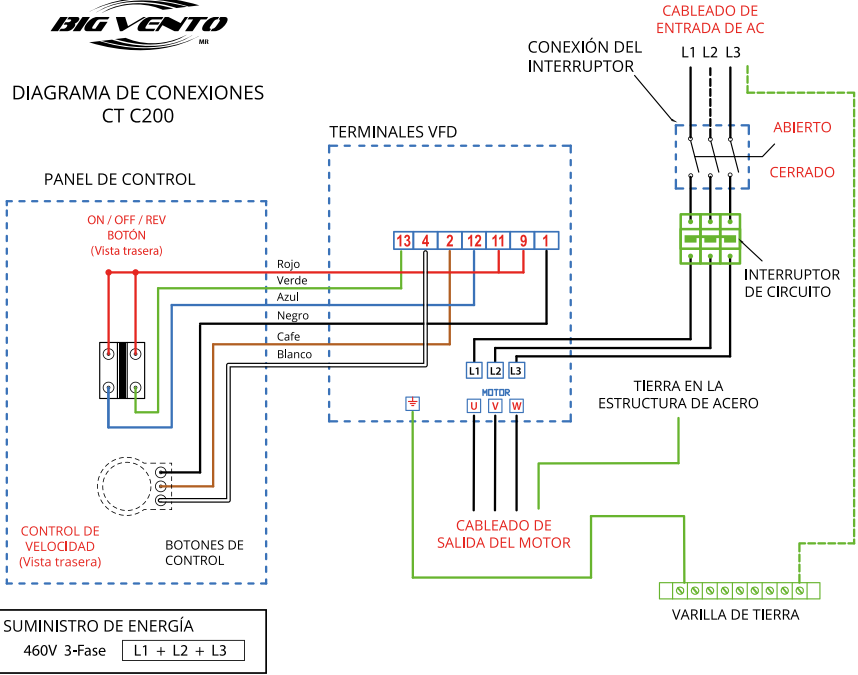 BIG VENTO
MR
DIAGRAMA DE CONEXIONES
CT C200
CABLEADO DE
ENTRADA DE AC
L1 L2 L3
CONEXIÓN DEL
INTERRUPTOR
ABIERTO
CERRADO
INTERRUPTOR
DE CIRCUITO
TERMINALES VFD
13 4 2 12 11 9 1
PANEL DE CONTROL
ON / OFF / REV
BOTÓN
(Vista trasera)
Rojo
Verde
Azul
Negro
Cafe
Blanco
L1 L2 L3
MOTOR
U V W
TIERRA EN LA
ESTRUCTURA DE ACERO
CABLEADO DE
SALIDA DEL MOTOR
CONTROL DE
VELOCIDAD
(Vista trasera)
BOTONES DE
CONTROL
VARILLA DE TIERRA
SUMINISTRO DE ENERGÍA
460V 3-Fase L1 + L2 + L3